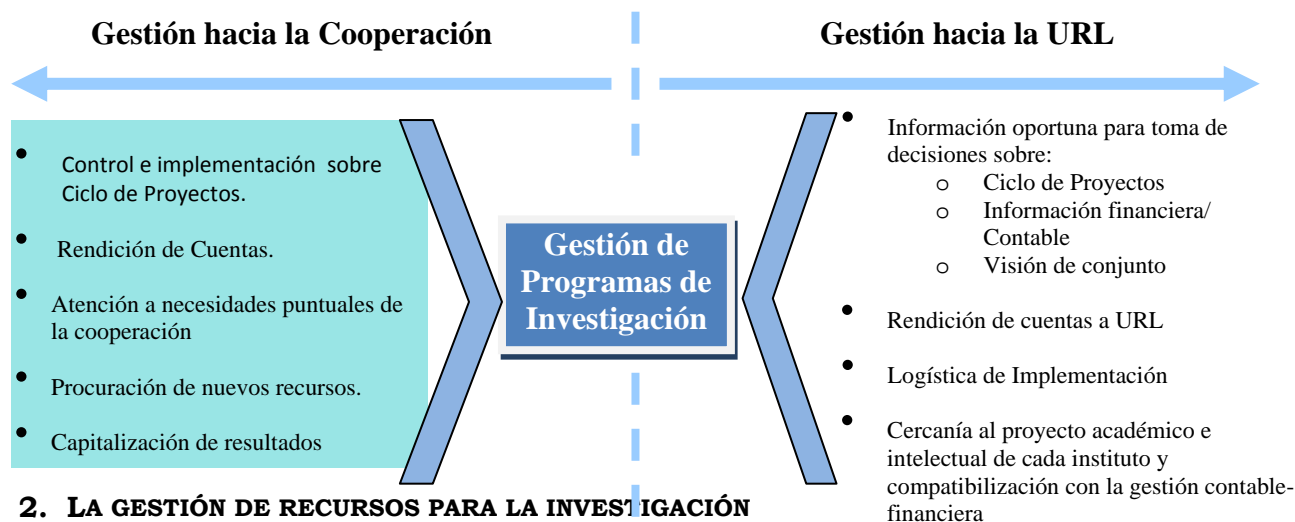 Gestión hacia la Cooperación
Gestión hacia la URL
• Control e implementación sobre
Ciclo de Proyectos.
• Rendición de Cuentas.
• Atención a necesidades puntuales de
la cooperación
• Procuración de nuevos recursos.
• Capitalización de resultados
Gestión de
Programas de
Investigación
• Información oportuna para toma de
decisiones sobre:
o Ciclo de Proyectos
o Información financiera/
Contable
o Visión de conjunto
• Rendición de cuentas a URL
• Logística de Implementación
• Cercanía al proyecto académico e
intelectual de cada instituto y
compatibilización con la gestión contable-
financiera
2. LA GESTIÓN DE RECURSOS PARA LA INVESTIGACIÓN